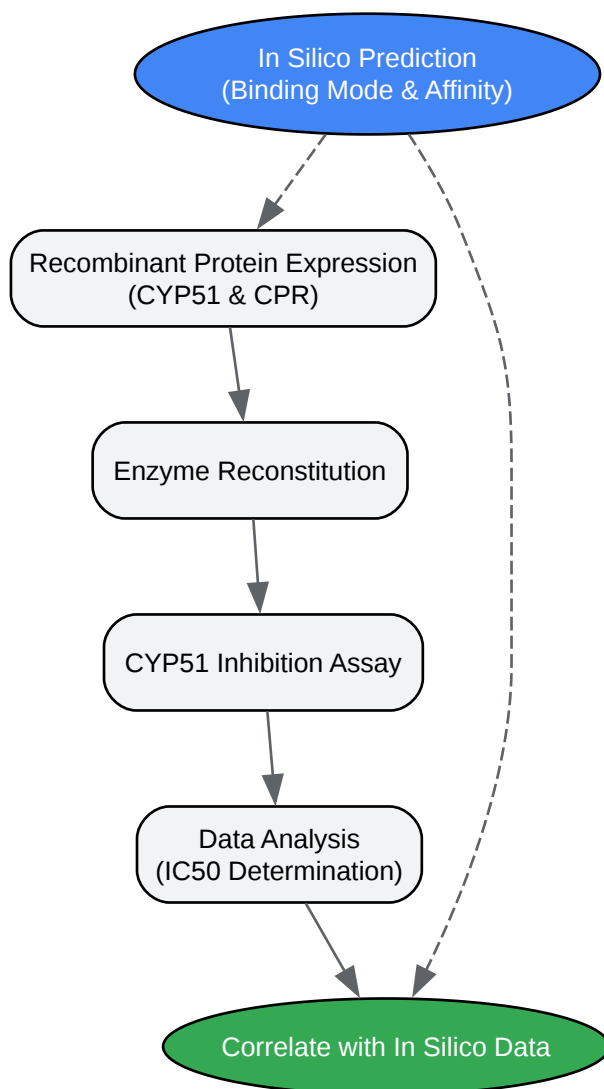 In Silico Prediction
(Binding Mode & Affinity)
Recombinant Protein Expression
(CYP51 & CPR)
Enzyme Reconstitution
CYP51 Inhibition Assay
Data Analysis
(IC50 Determination)
Correlate with In Silico Data